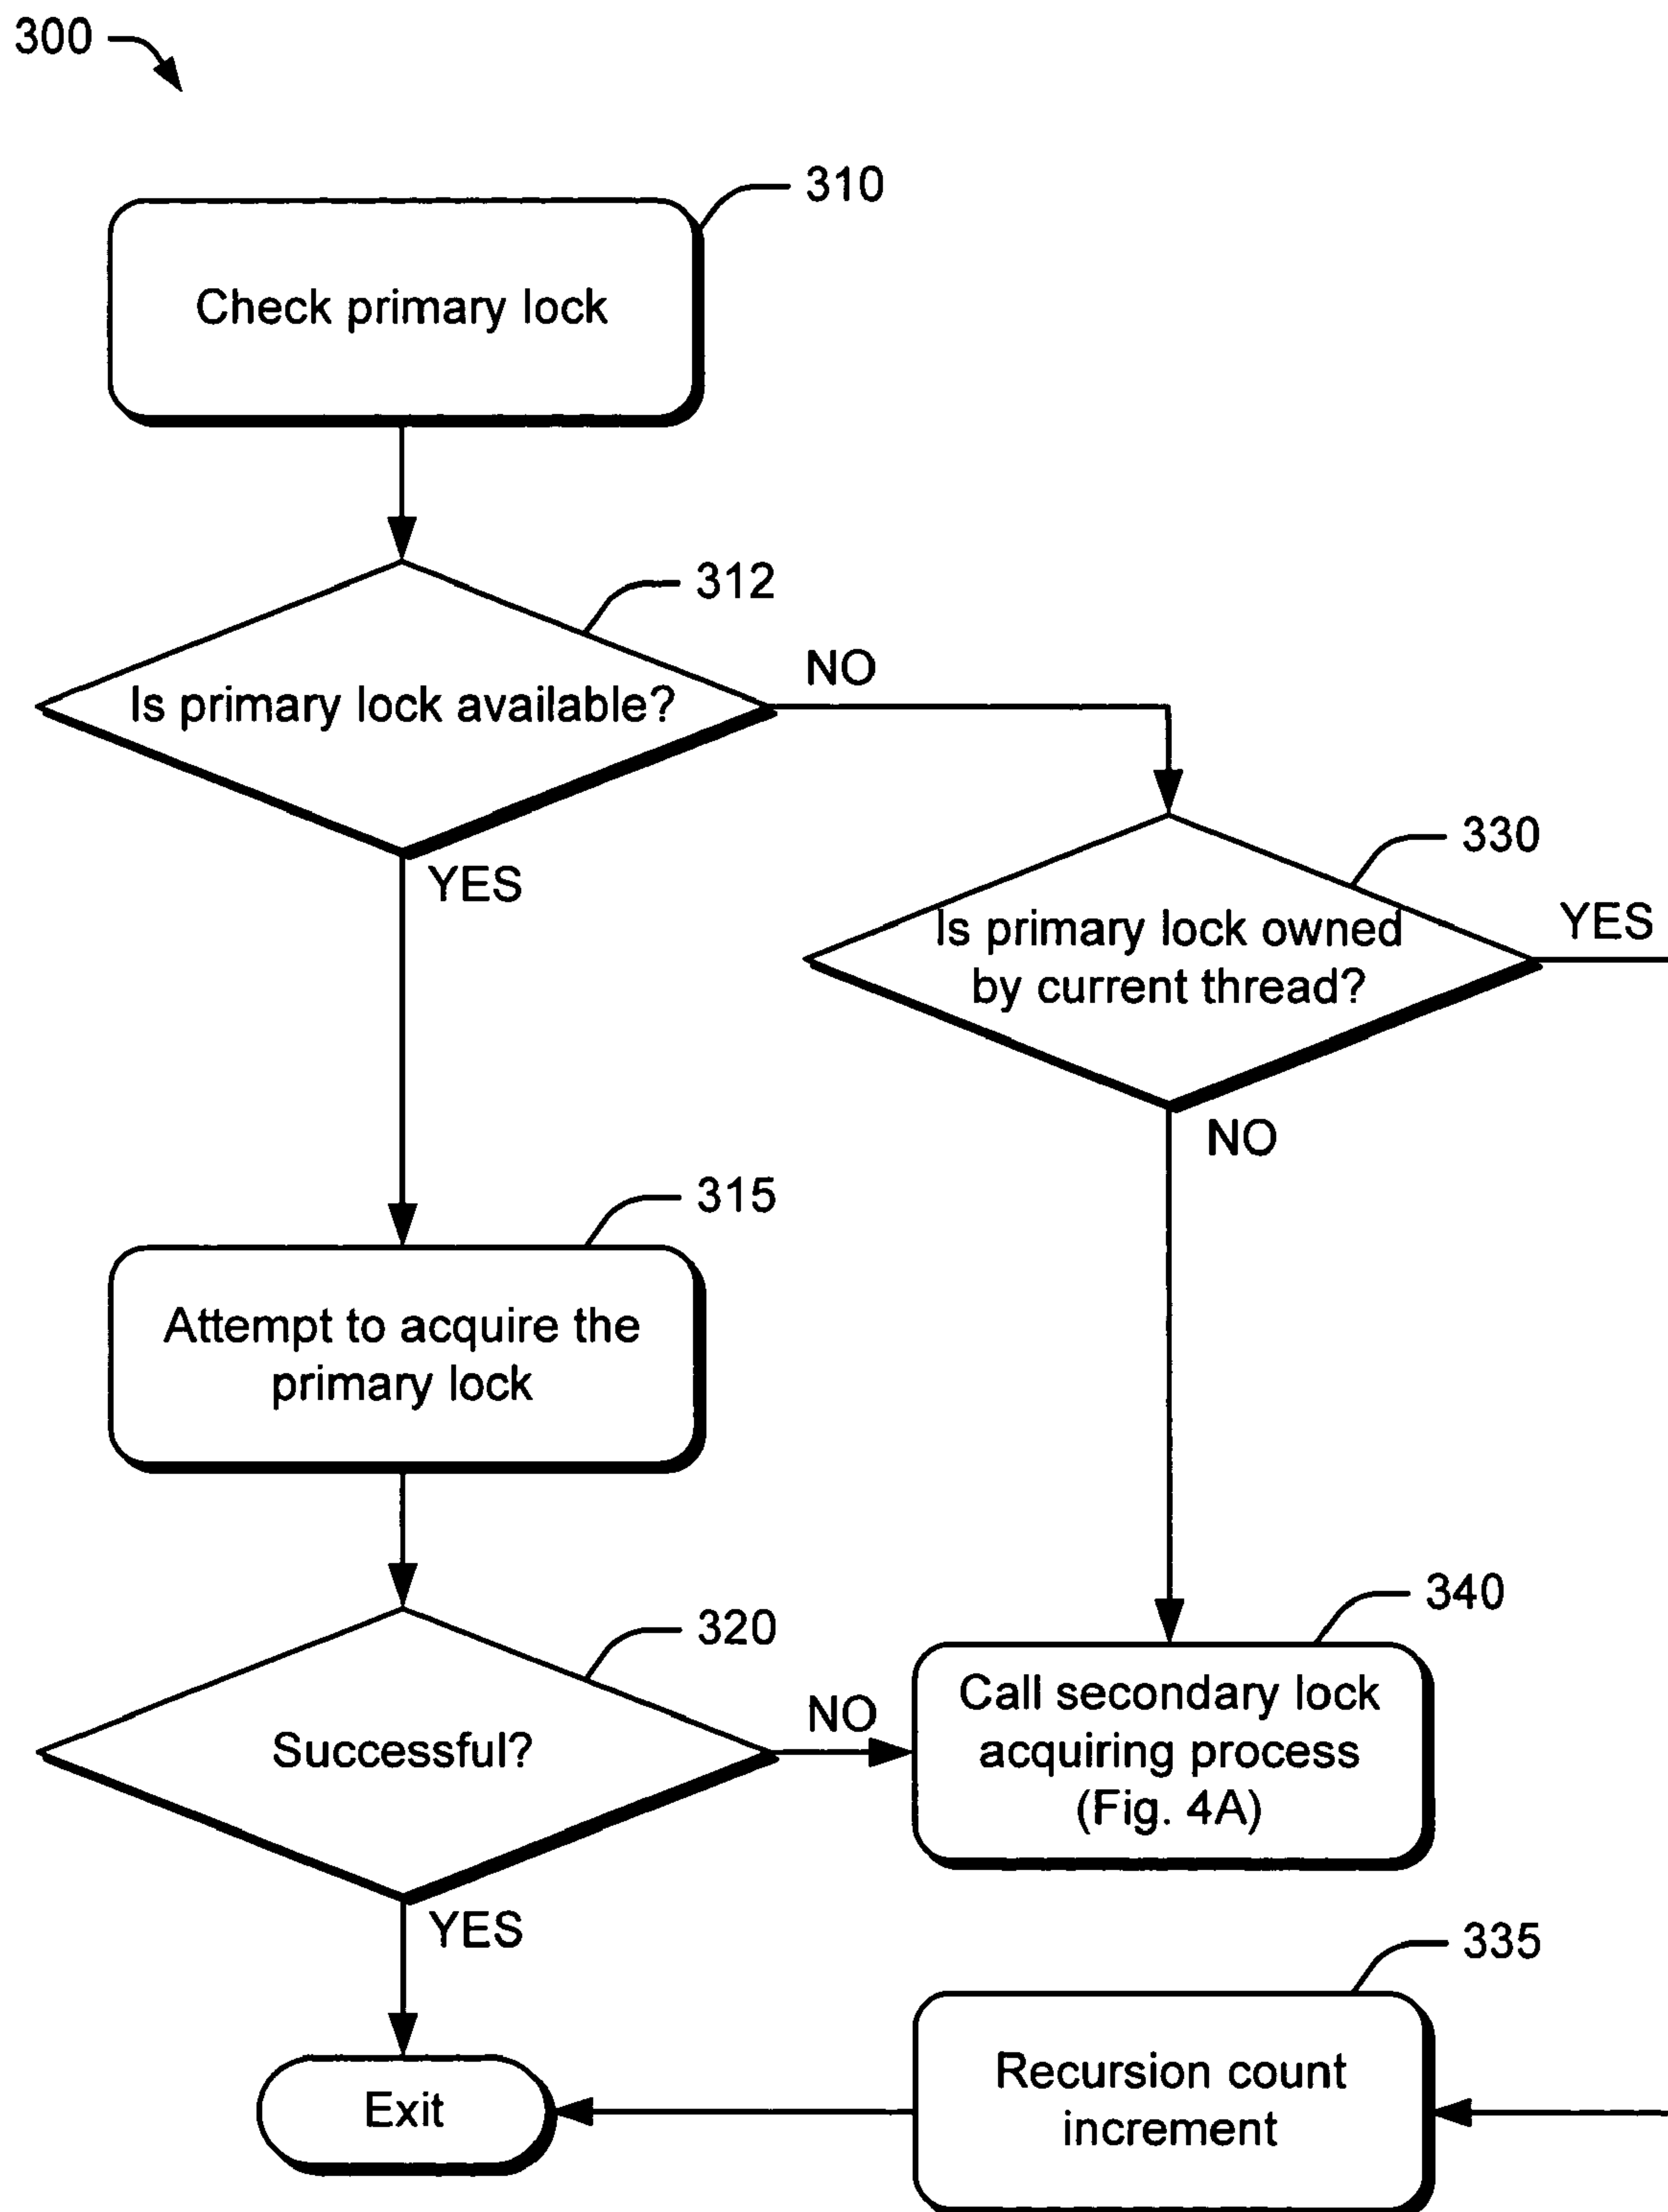 300
310
Check primary lock
312
Is primary lock available?
NO
YES
330
Is primary lock owned
by current thread?
YES
NO
315
Attempt to acquire the
primary lock
320
Successful?
NO
YES
340
Call secondary lock
acquiring process
(Fig. 4A)
335
Recursion count
increment
Exit